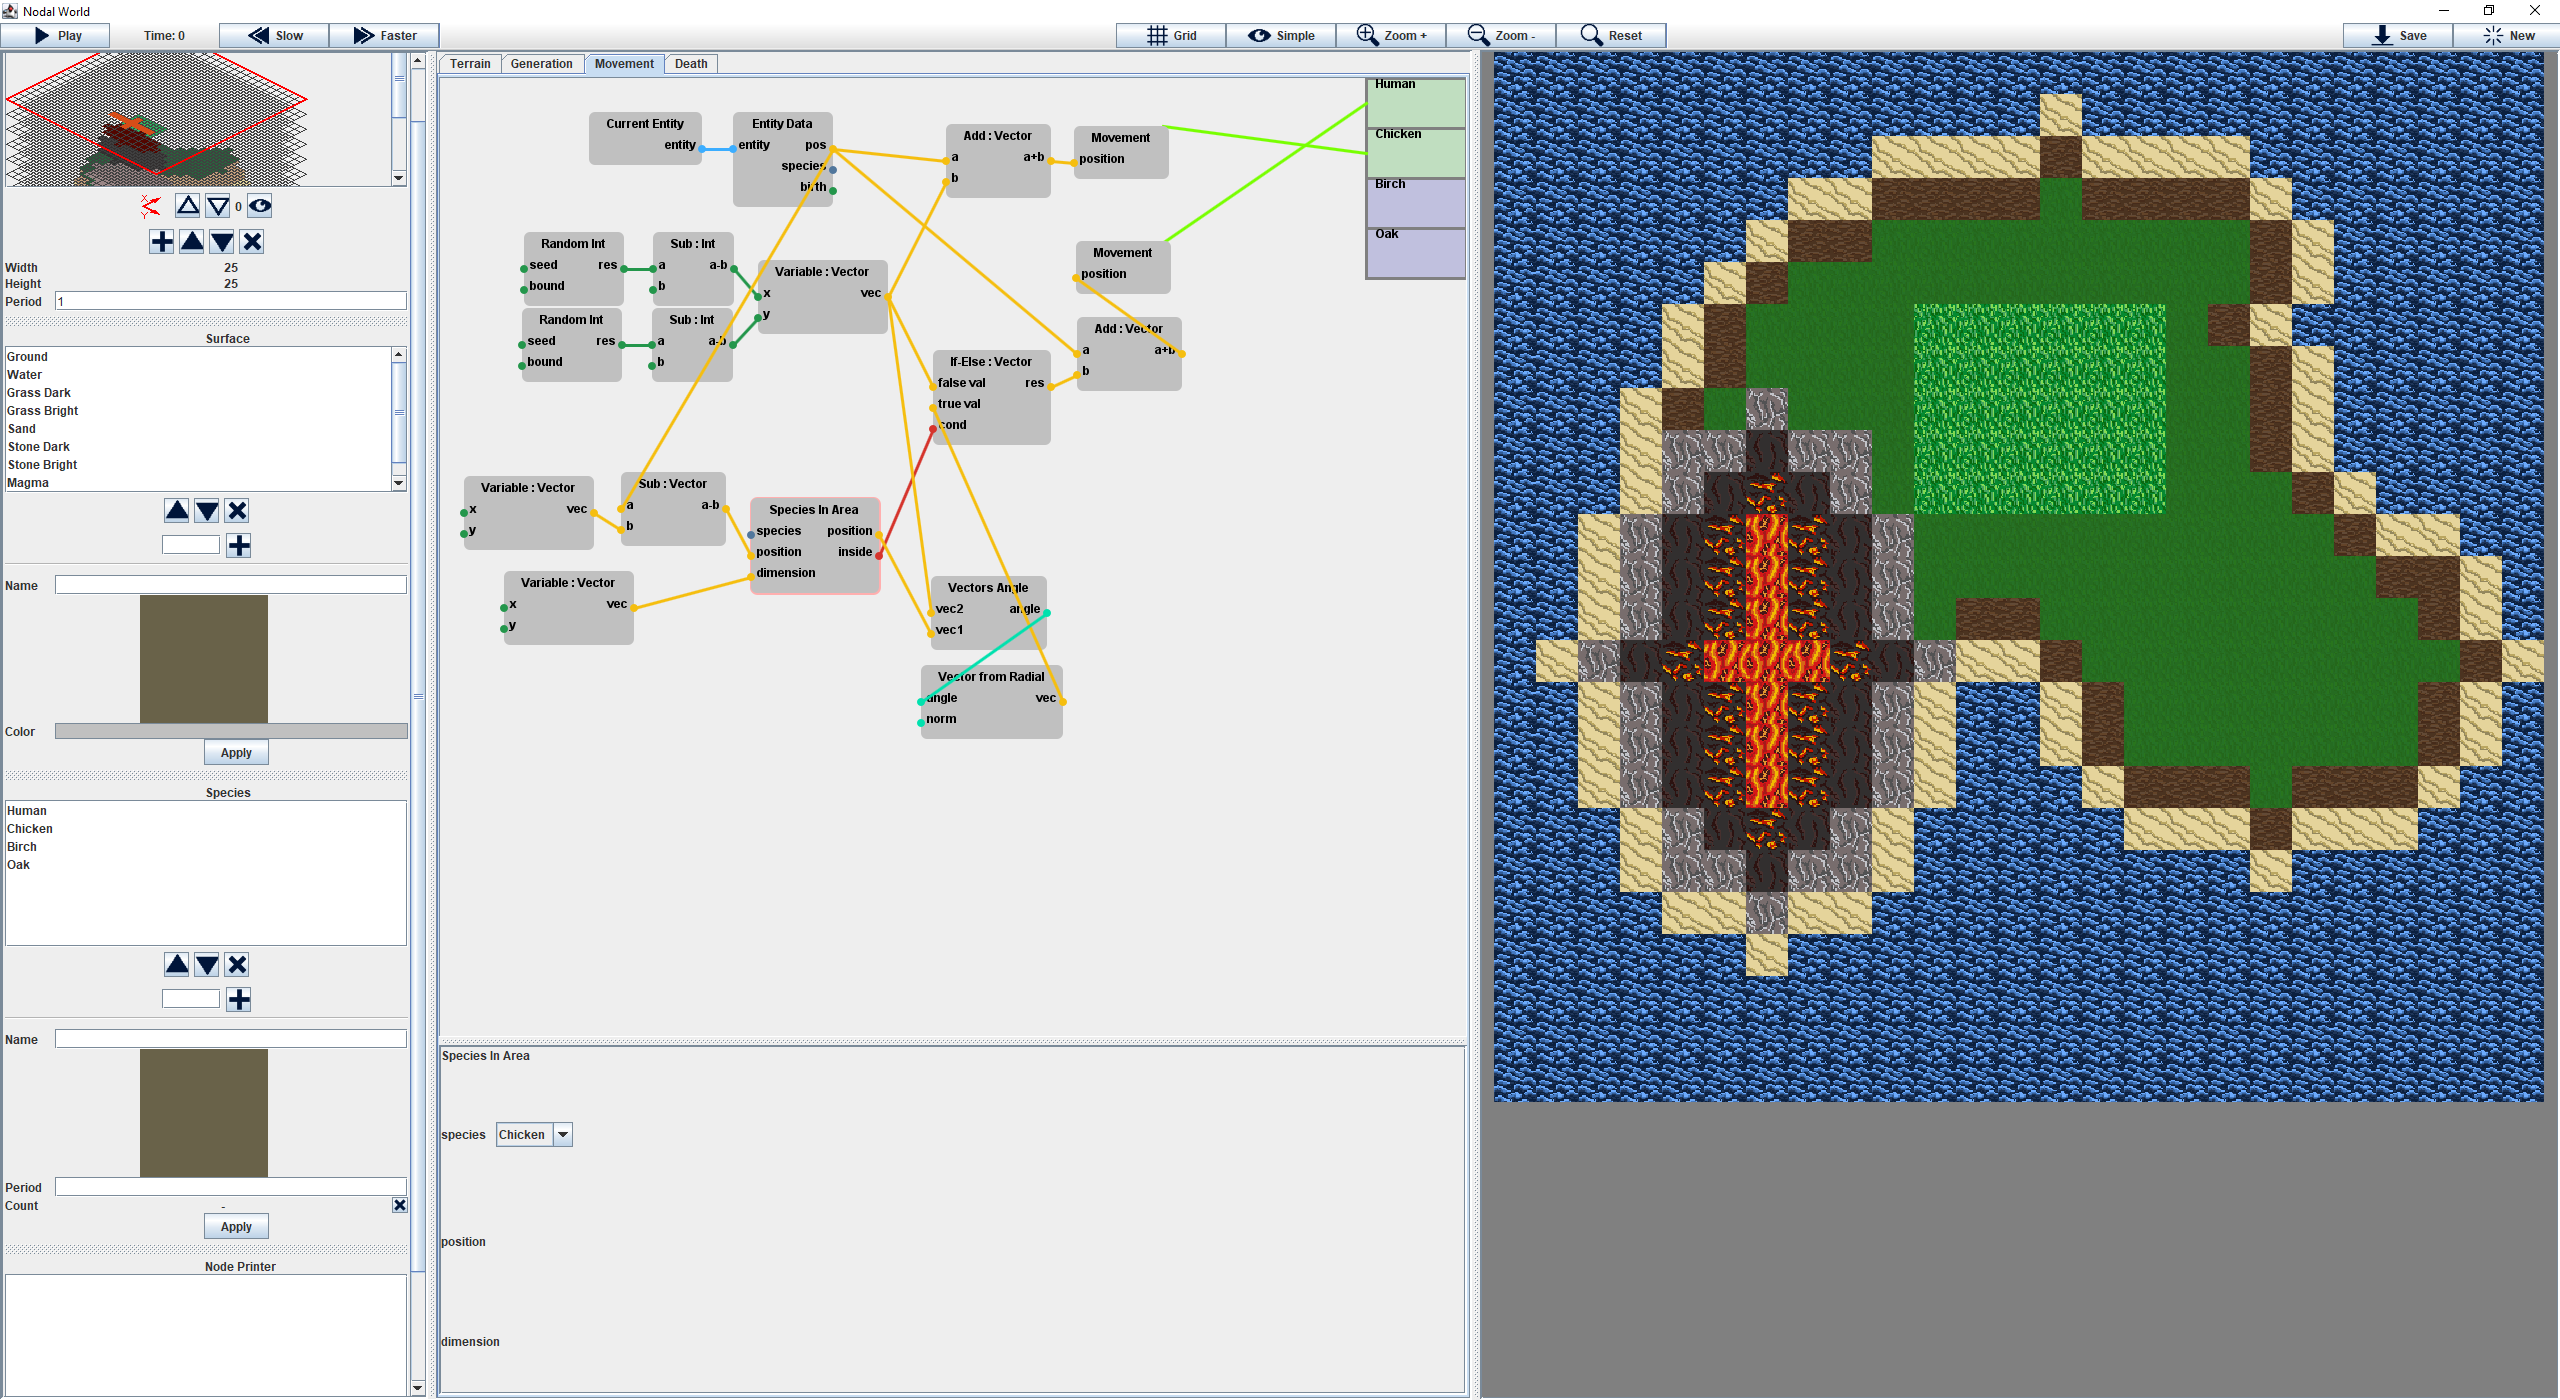 Nodal World
Play
Time: 0
Slow
Faster
Grid
Simple
Zoom +
Zoom -
Reset
Save
New
X
Y
0
Width 25
Height 25
Period 1
Surface
Ground
Water
Grass Dark
Grass Bright
Sand
Stone Dark
Stone Bright
Magma
Name
Color
Apply
Species
Human
Chicken
Birch
Oak
Name
Period
Count -
Apply
Node Printer
Terrain
Generation
Movement
Death
Current Entity
entity
Entity Data
entity pos
species
birth
Add : Vector
a a+b
b
Movement
position
Human
Chicken
Birch
Oak
Random Int
seed res
bound
Sub : Int
a a-b
b
Variable : Vector
x vec
y
Movement
position
Random Int
seed res
bound
Sub : Int
a a-b
b
Add : Vector
a a+b
b
If-Else : Vector
false val res
true val
cond
Variable : Vector
x vec
y
Sub : Vector
a a-b
b
Species In Area
species position
position inside
dimension
Variable : Vector
x vec
y
Vectors Angle
vec2 angle
vec1
Vector from Radial
angle vec
norm
Species In Area
species Chicken
position
dimension